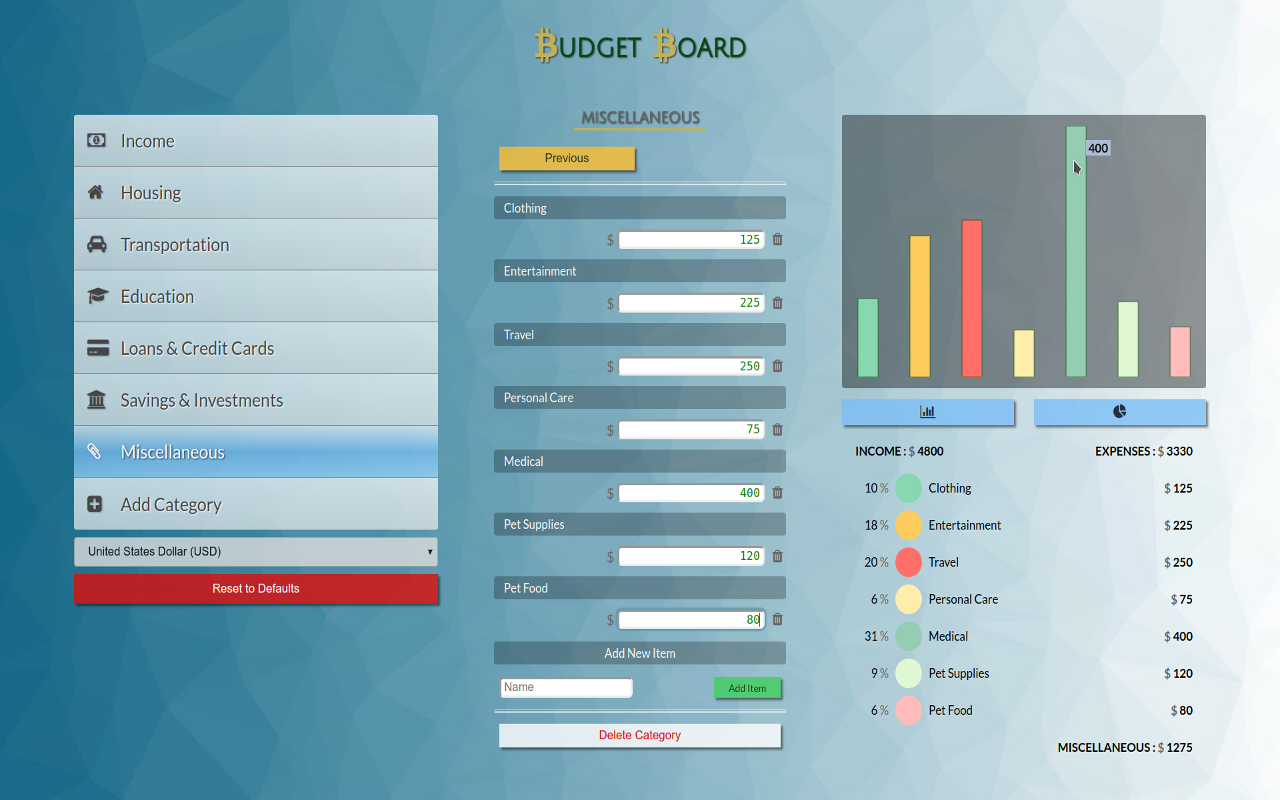 BUDGET BOARD
Income
Housing
Transportation
Education
Loans & Credit Cards
Savings & Investments
Miscellaneous
Add Category
United States Dollar (USD)
Reset to Defaults
MISCELLANEOUS
Previous
Clothing
$ 125
Entertainment
$ 225
Travel
$ 250
Personal Care
$ 75
Medical
$ 400
Pet Supplies
$ 120
Pet Food
$ 80
Add New Item
Name Add Item
Delete Category
400
INCOME : $ 4800 EXPENSES : $ 3330
10 % Clothing $ 125
18 % Entertainment $ 225
20 % Travel $ 250
6 % Personal Care $ 75
31 % Medical $ 400
9 % Pet Supplies $ 120
6 % Pet Food $ 80
MISCELLANEOUS : $ 1275